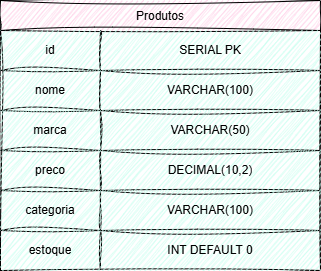 Produtos
id SERIAL PK
nome VARCHAR(100)
marca VARCHAR(50)
preco DECIMAL(10,2)
categoria VARCHAR(100)
estoque INT DEFAULT 0